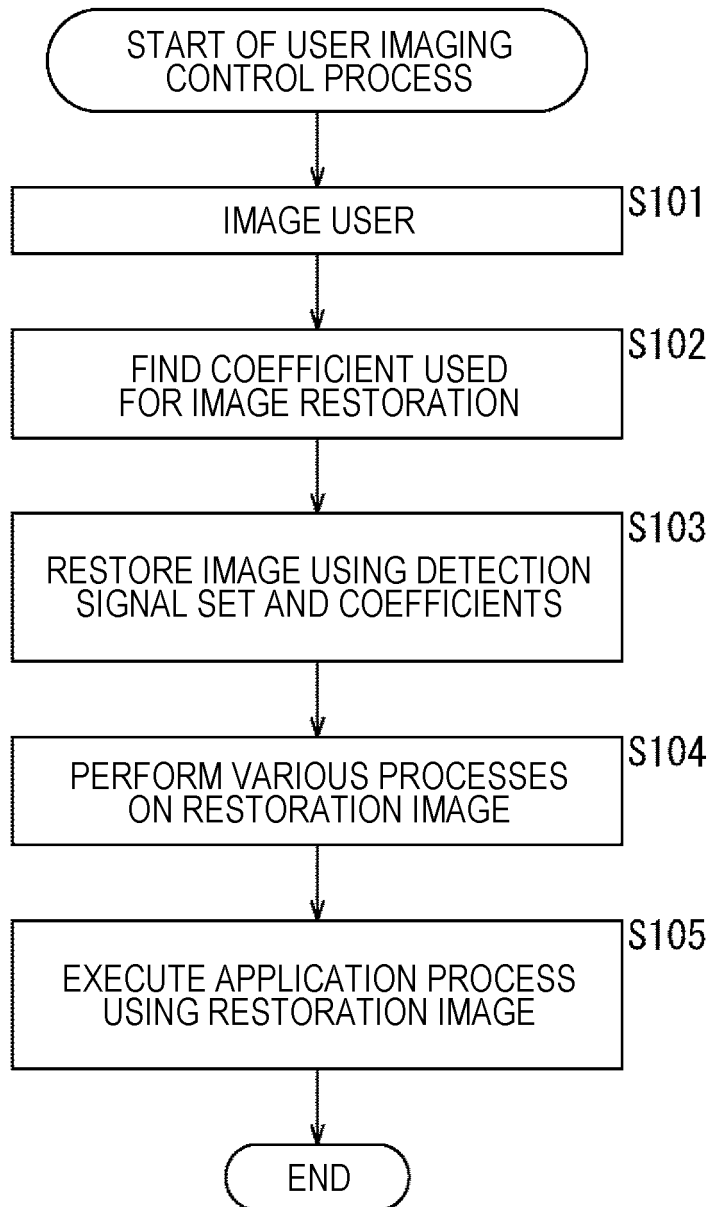 START OF USER IMAGING
CONTROL PROCESS
S101
IMAGE USER
S102
FIND COEFFICIENT USED
FOR IMAGE RESTORATION
S103
RESTORE IMAGE USING DETECTION
SIGNAL SET AND COEFFICIENTS
S104
PERFORM VARIOUS PROCESSES
ON RESTORATION IMAGE
S105
EXECUTE APPLICATION PROCESS
USING RESTORATION IMAGE
END